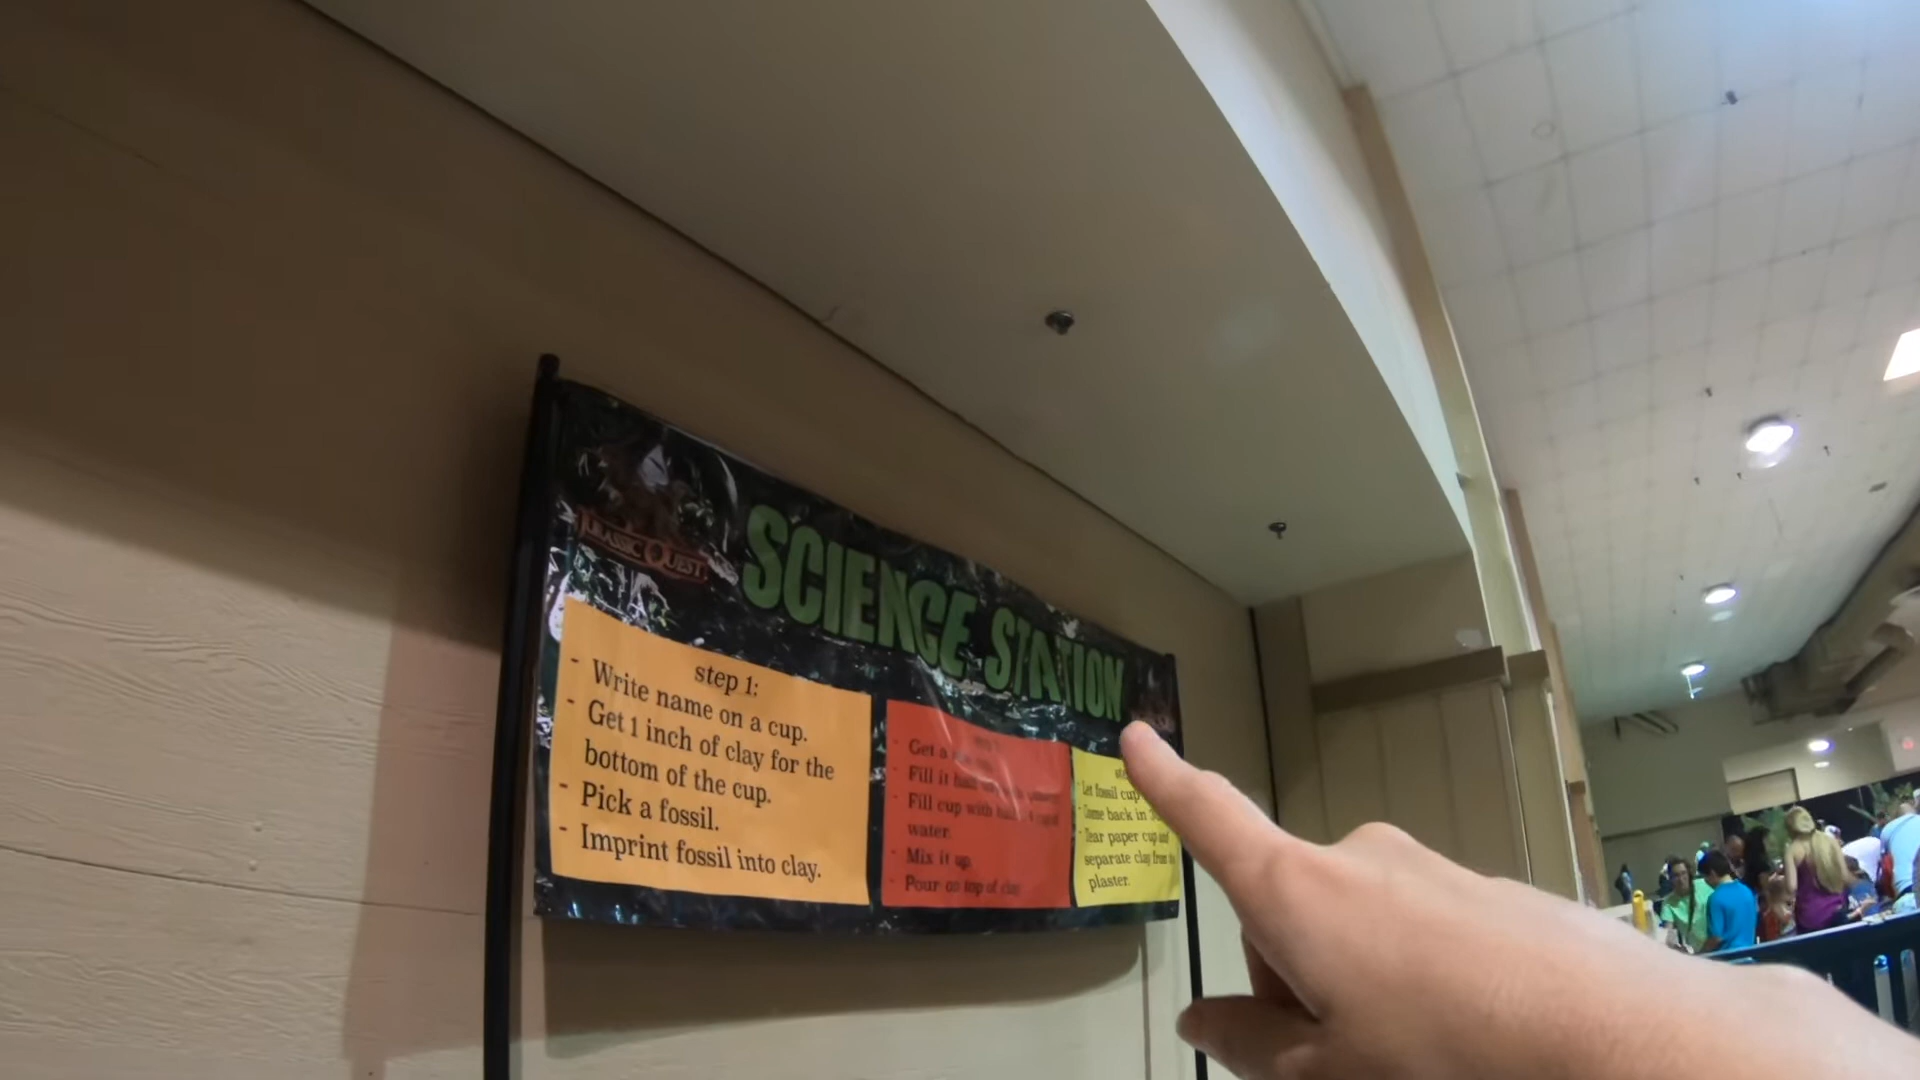 JURASSIC QUEST
SCIENCE STATION
step 1:
- Write name on a cup.
- Get 1 inch of clay for the
bottom of the cup.
- Pick a fossil.
- Imprint fossil into clay.
- Get a
- Fill it
- Fill cup with
water.
- Mix it up.
- Pour on top of clay
- Let fossil cup
- Come back in
- Tear paper cup and
separate clay from
plaster.